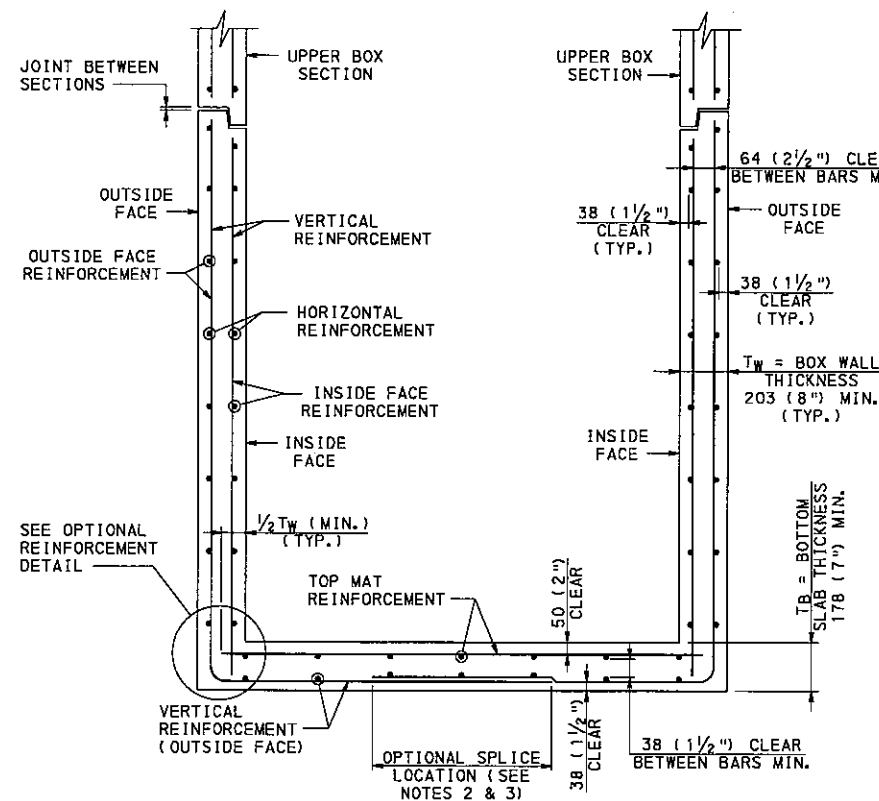 JOINT BETWEEN
SECTIONS
UPPER BOX
SECTION
UPPER BOX
SECTION
64 (2½") CLE
BETWEEN BARS M
OUTSIDE
FACE
VERTICAL
REINFORCEMENT
38 (1½")
CLEAR
(TYP.)
OUTSIDE
FACE
OUTSIDE FACE
REINFORCEMENT
38 (1½")
CLEAR
(TYP.)
HORIZONTAL
REINFORCEMENT
TW = BOX WALL
THICKNESS
203 (8") MIN.
(TYP.)
INSIDE FACE
REINFORCEMENT
INSIDE
FACE
INSIDE
FACE
SEE OPTIONAL
REINFORCEMENT
DETAIL
½ TW (MIN.)
(TYP.)
TOP MAT
REINFORCEMENT
50 (2")
CLEAR
TB = BOTTOM
SLAB THICKNESS
178 (7") MIN.
VERTICAL
REINFORCEMENT
(OUTSIDE FACE)
OPTIONAL SPLICE
LOCATION (SEE
NOTES 2 & 3)
38 (1½")
CLEAR
38 (1½") CLEAR
BETWEEN BARS MIN.